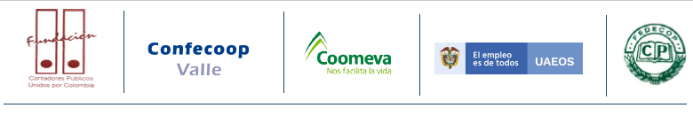 Fundación
Contadores Públicos
Unidos por Colombia
Confecoop
Valle
Coomeva
Nos facilita la vida
El empleo
es de todos
UAEOS
FEDECOP
CP